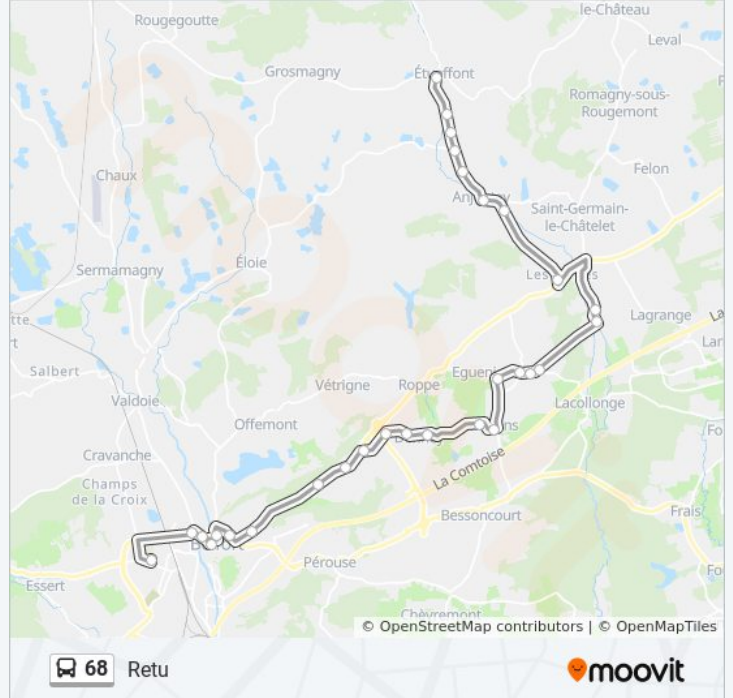 le-Château
Rougegoutte
Leval
Grosmagny
Romagny-sous-
Rougemont
Chaux
Felon
Saint-Germain-
le-Châtelet
Éloie
Sermamagny
Lagrange
Salbert
Vétrigne
Roppe
Valdoie
Lacollonge
Offemont
Cravanche
La Comtoise
Champs
de la Croix
Bessoncourt
Frais
Pérouse
Essert
Chèvremont
© OpenStreetMap contributors | © OpenMapTiles
68
Retu
moovit